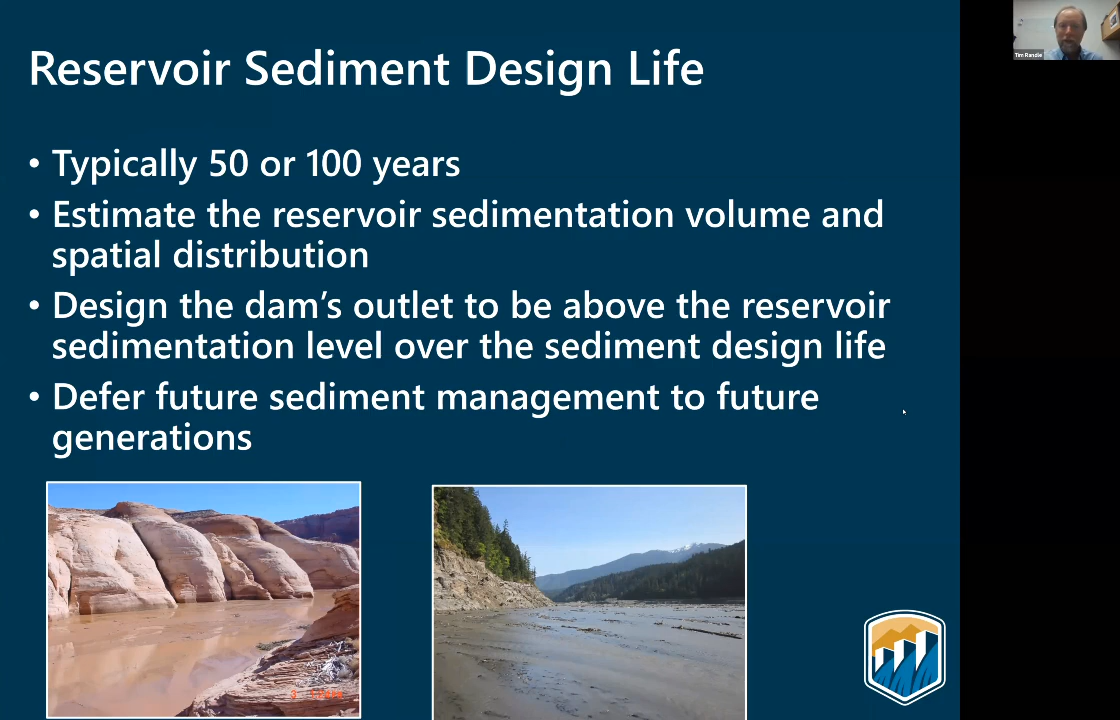 Reservoir Sediment Design Life
• Typically 50 or 100 years
• Estimate the reservoir sedimentation volume and
spatial distribution
• Design the dam’s outlet to be above the reservoir
sedimentation level over the sediment design life
• Defer future sediment management to future
generations
Tim Randle